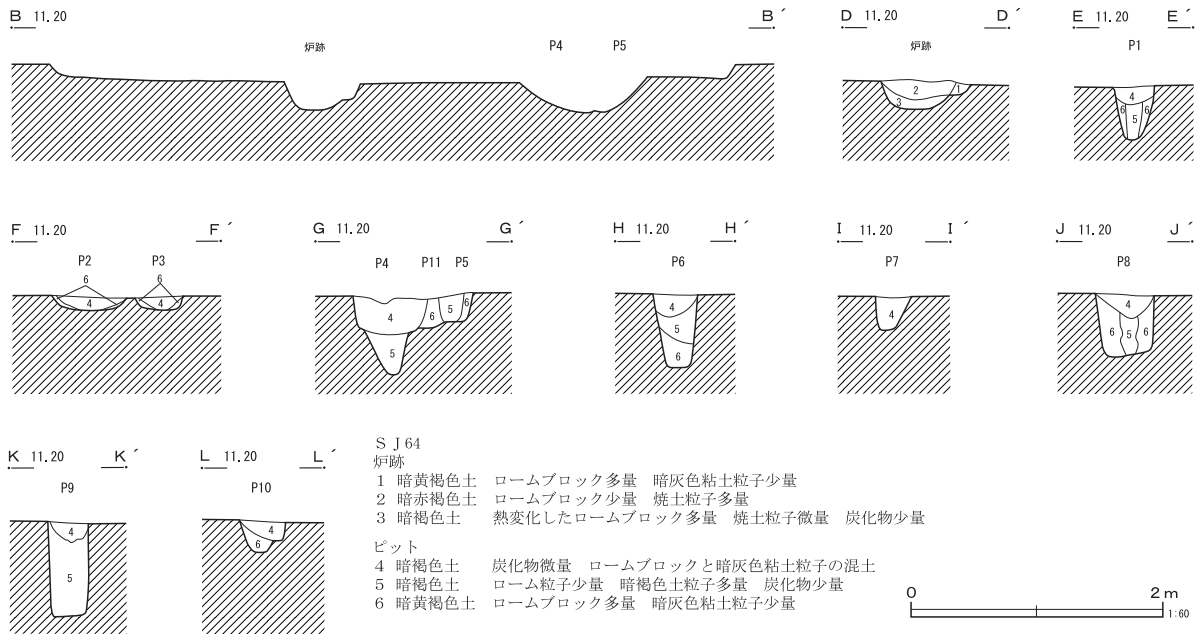 B 11.20 B´
炉跡 P4 P5
D 11.20 D´
炉跡
2 1
3
E 11.20 E´
P1
4
6 5 6
F 11.20 F´
P2 P3
6 6
4 4
G 11.20 G´
P4 P11 P5
4 6 5 6
5
H 11.20 H´
P6
4
5
6
I 11.20 I´
P7
4
J 11.20 J´
P8
4
6 5 6
K 11.20 K´
P9
4
5
L 11.20 L´
P10
4
6
SJ64
炉跡
1 暗黄褐色土 ロームブロック多量 暗灰色粘土粒子少量
2 暗赤褐色土 ロームブロック少量 焼土粒子多量
3 暗褐色土 熱変化したロームブロック多量 焼土粒子微量 炭化物少量
ピット
4 暗褐色土 炭化物微量 ロームブロックと暗灰色粘土粒子の混土
5 暗褐色土 ローム粒子少量 暗褐色土粒子多量 炭化物少量
6 暗黄褐色土 ロームブロック多量 暗灰色粘土粒子少量
0 2m
1:60